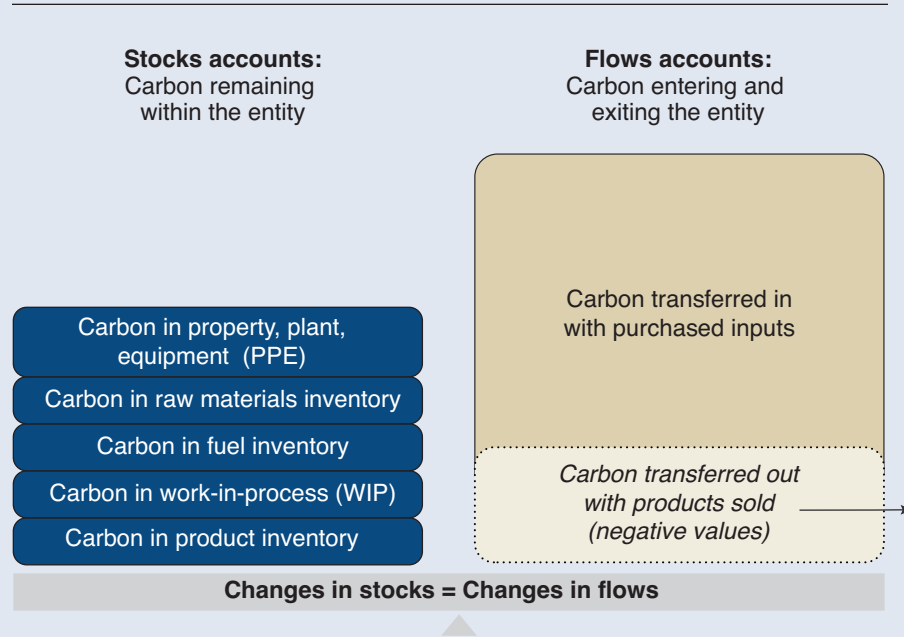 Stocks accounts:
Carbon remaining
within the entity
Flows accounts:
Carbon entering and
exiting the entity
Carbon in property, plant,
equipment (PPE)
Carbon in raw materials inventory
Carbon in fuel inventory
Carbon in work-in-process (WIP)
Carbon in product inventory
Carbon transferred in
with purchased inputs
Carbon transferred out
with products sold
(negative values)
Changes in stocks = Changes in flows